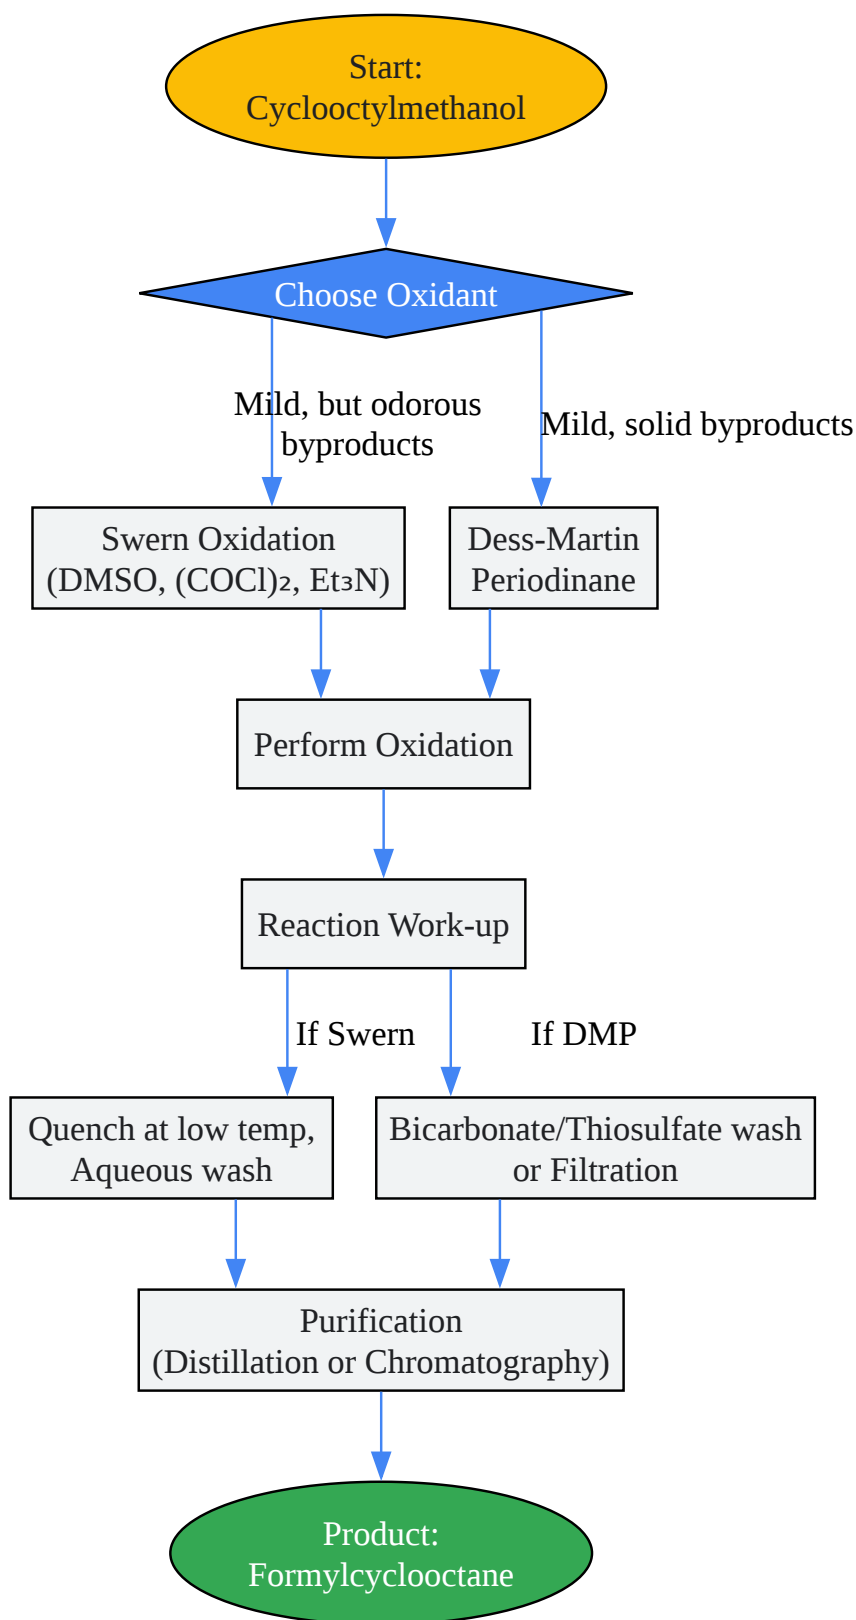 Start:
Cyclooctylmethanol
Choose Oxidant
Mild, but odorous
byproducts
Mild, solid byproducts
Swern Oxidation
(DMSO, (COCl)₂, Et₃N)
Dess-Martin
Periodinane
Perform Oxidation
Reaction Work-up
If Swern
If DMP
Quench at low temp,
Aqueous wash
Bicarbonate/Thiosulfate wash
or Filtration
Purification
(Distillation or Chromatography)
Product:
Formylcyclooctane